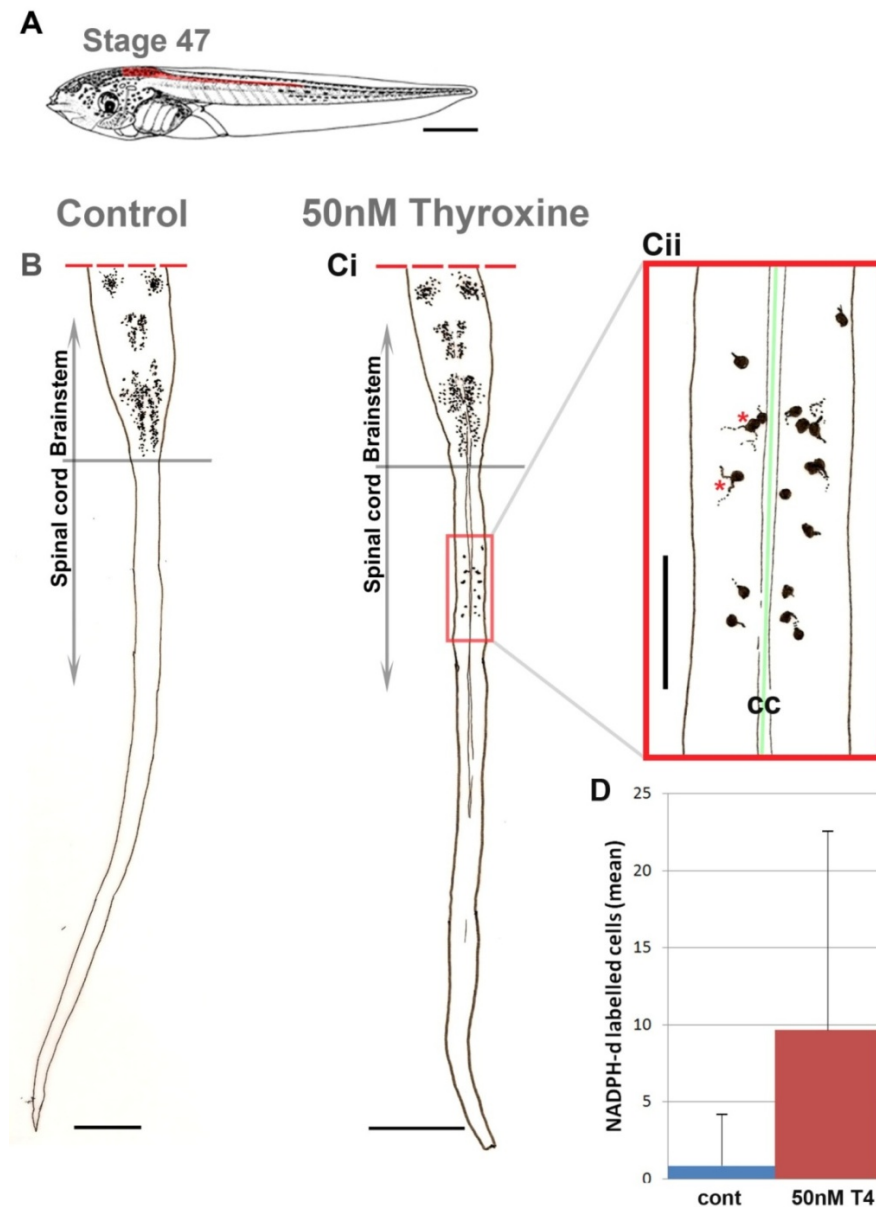 A
Stage 47
Control
50nM Thyroxine
B
Ci
Cii
Brainstem
Spinal cord
Brainstem
Spinal cord
*
*
cc
D
NADPH-d labelled cells (mean)
25
20
15
10
5
0
cont
50nM T4